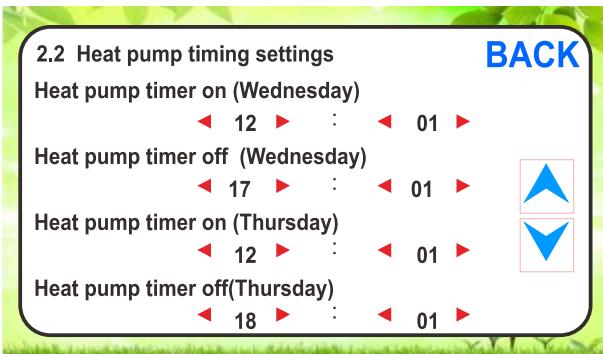 2.2 Heat pump timing settings BACK
Heat pump timer on (Wednesday)
12 : 01
Heat pump timer off (Wednesday)
17 : 01
Heat pump timer on (Thursday)
12 : 01
Heat pump timer off(Thursday)
18 : 01